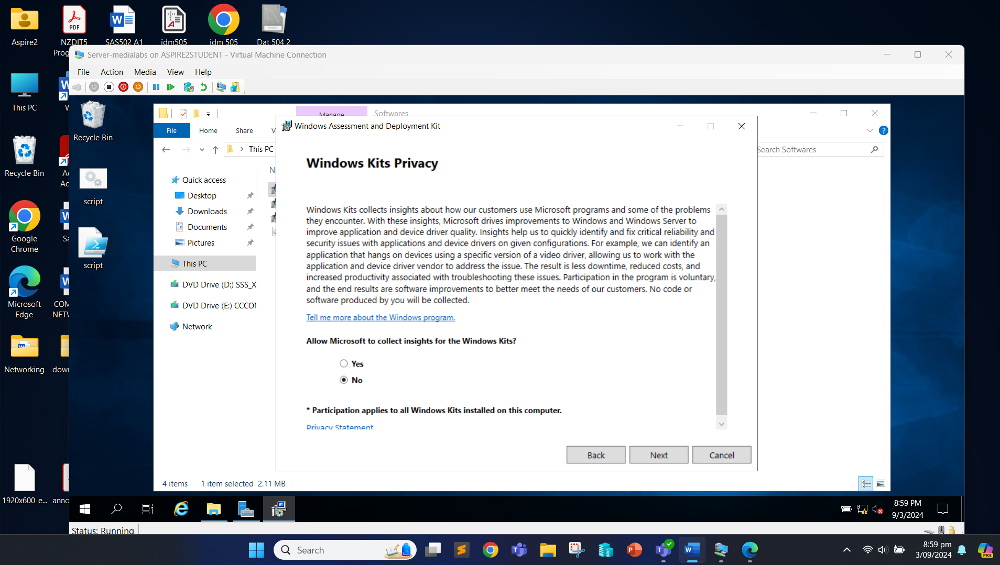 Aspire2
NZDIT5
Prog
SAS502 A1
idm505
idm 505
Dat 504 2
Server-medialabs on ASPIRE2STUDENT - Virtual Machine Connection
File Action Media View Help
This PC
Recycle Bin
Google
Chrome
Microsoft
Edge
COM
NETW
Networking
down
1920x600_e...
anno
Recycle Bin
script
script
Manage
Softwares
File Home Share V
This PC
Search Softwares
Quick access
Desktop
Downloads
Documents
Pictures
This PC
DVD Drive (D:) SSS_X
DVD Drive (E:) CCCO
Network
4 items 1 item selected 2.11 MB
Windows Assessment and Deployment Kit
Windows Kits Privacy
Windows Kits collects insights about how our customers use Microsoft programs and some of the problems
they encounter. With these insights, Microsoft drives improvements to Windows and Windows Server to
improve application and device driver quality. Insights help us to quickly identify and fix critical reliability and
security issues with applications and device drivers on given configurations. For example, we can identify an
application that hangs on devices using a specific version of a video driver, allowing us to work with the
application and device driver vendor to address the issue. The result is less downtime, reduced costs, and
increased productivity associated with troubleshooting these issues. Participation in the program is voluntary,
and the end results are software improvements to better meet the needs of our customers. No code or
software produced by you will be collected.
Tell me more about the Windows program.
Allow Microsoft to collect insights for the Windows Kits?
Yes
No
* Participation applies to all Windows Kits installed on this computer.
Privacy Statement
Back Next Cancel
8:59 PM
9/3/2024
Status: Running
Search
8:59 pm
3/09/2024
PRE